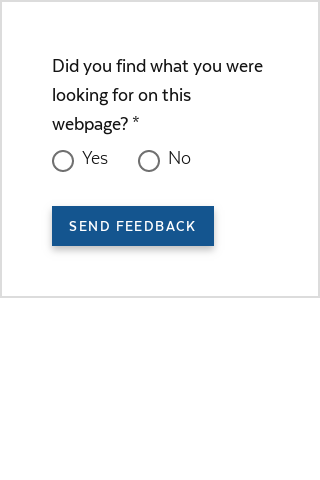 Did you find what you were
looking for on this
webpage? *
Yes No
SEND FEEDBACK